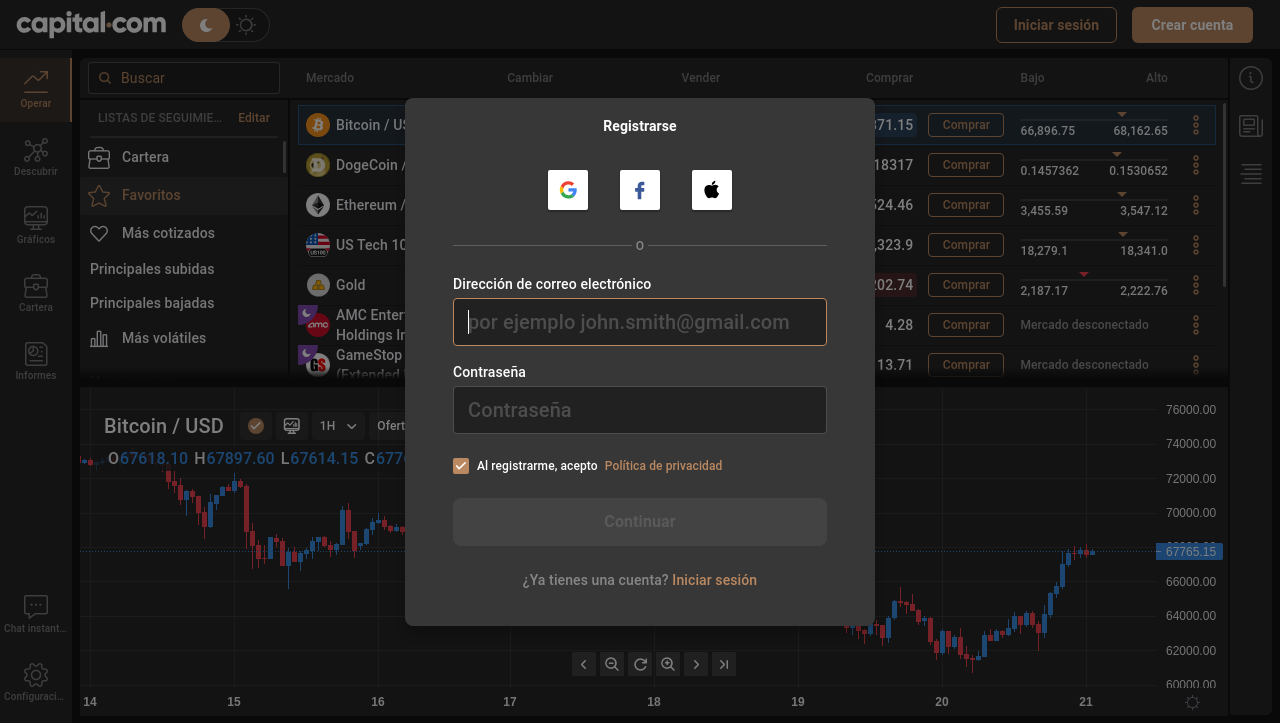 capital.com
Iniciar sesión
Crear cuenta
Operar
Descubrir
Gráficos
Cartera
Informes
Chat instant...
Configuraci...
Buscar
Mercado
Cambiar
Vender
Comprar
Bajo
Alto
LISTAS DE SEGUIMIE...
Editar
Cartera
Favoritos
Más cotizados
Principales subidas
Principales bajadas
Más volátiles
Bitcoin / US
371.15
Comprar
66,896.75
68,162.65
DogeCoin /
18317
Comprar
0.1457362
0.1530652
Ethereum /
524.46
Comprar
3,455.59
3,547.12
US Tech 10
,323.9
Comprar
18,279.1
18,341.0
Gold
202.74
Comprar
2,187.17
2,222.76
AMC Enter
Holdings In
4.28
Comprar
Mercado desconectado
GameStop
(Extended
13.71
Comprar
Mercado desconectado
Registrarse
O
Dirección de correo electrónico
por ejemplo john.smith@gmail.com
Contraseña
Contraseña
Al registrarme, acepto Política de privacidad
Continuar
¿Ya tienes una cuenta? Iniciar sesión
Bitcoin / USD
1H
Ofert
O67618.10 H67897.60 L67614.15 C677
76000.00
74000.00
72000.00
70000.00
67765.15
66000.00
64000.00
62000.00
60000.00
14
15
16
17
18
19
20
21